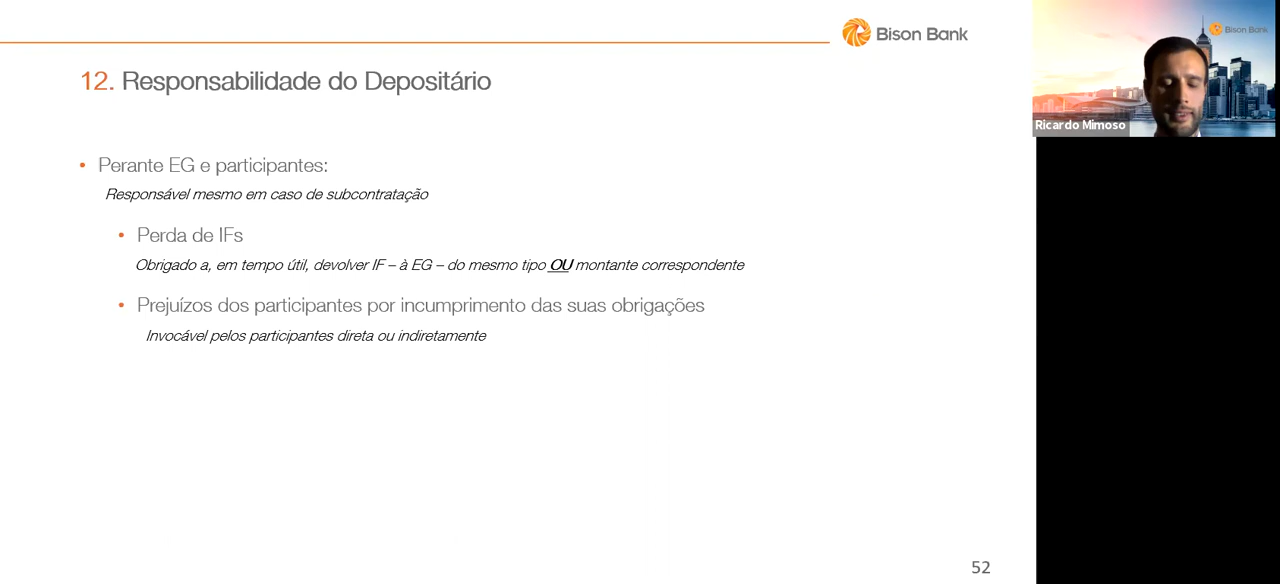 Bison Bank
12. Responsabilidade do Depositário
• Perante EG e participantes:
Responsável mesmo em caso de subcontratação
• Perda de IFs
Obrigado a, em tempo útil, devolver IF – à EG – do mesmo tipo OU montante correspondente
• Prejuízos dos participantes por incumprimento das suas obrigações
Invocável pelos participantes direta ou indiretamente
52
Bison Bank
Ricardo Mimoso